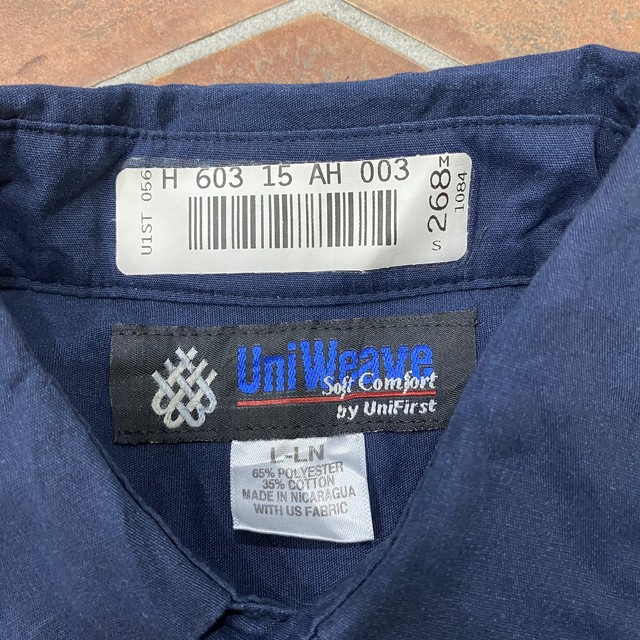 H 603 15 AH 003
U1ST 056
268M
S 1084
UniWeave
Soft Comfort
by UniFirst
L-LN
65% POLYESTER
35% COTTON
MADE IN NICARAGUA
WITH US FABRIC